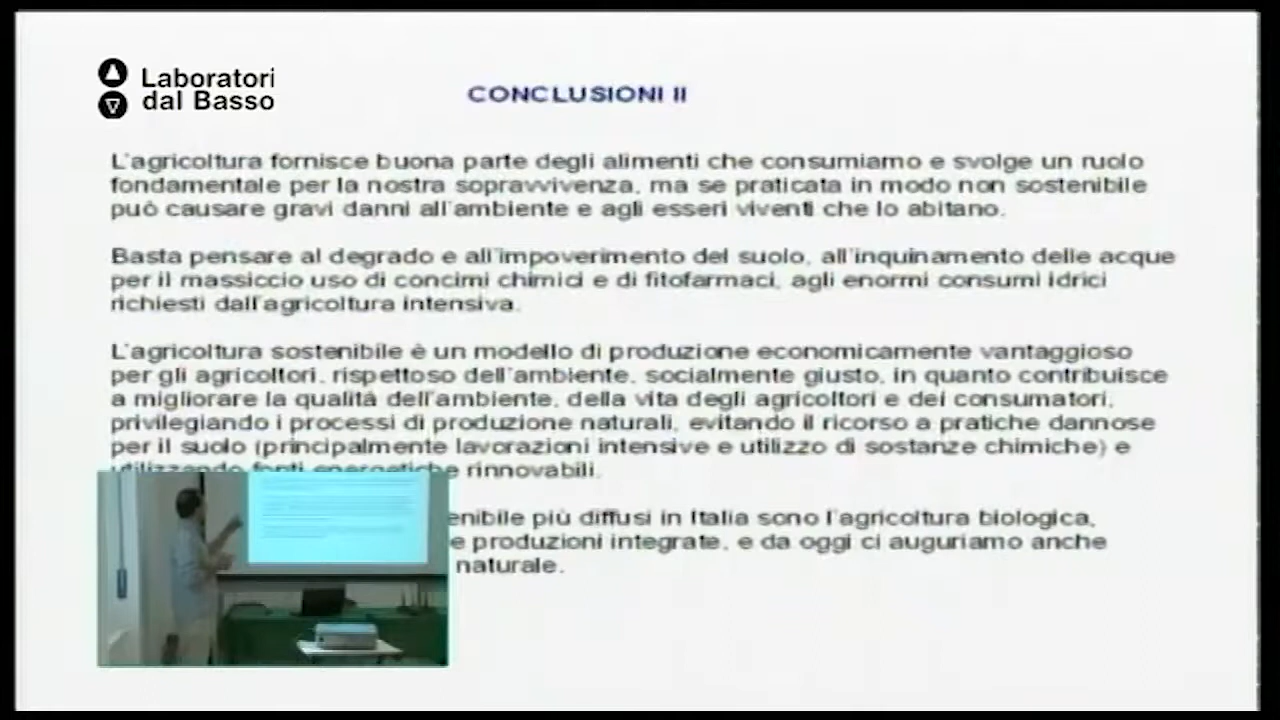 Laboratori
dal Basso
CONCLUSIONI II
L'agricoltura fornisce buona parte degli alimenti che consumiamo e svolge un ruolo
fondamentale per la nostra sopravvivenza, ma se praticata in modo non sostenibile
può causare gravi danni all'ambiente e agli esseri viventi che lo abitano.
Basta pensare al degrado e all'impoverimento del suolo, all'inquinamento delle acque
per il massiccio uso di concimi chimici e di fitofarmaci, agli enormi consumi idrici
richiesti dall'agricoltura intensiva.
L'agricoltura sostenibile è un modello di produzione economicamente vantaggioso
per gli agricoltori, rispettoso dell'ambiente, socialmente giusto, in quanto contribuisce
a migliorare la qualità dell'ambiente, della vita degli agricoltori e dei consumatori,
privilegiando i processi di produzione naturali, evitando il ricorso a pratiche dannose
per il suolo (principalmente lavorazioni intensive e utilizzo di sostanze chimiche) e
utilizzando fonti energetiche rinnovabili.
enibile più diffusi in Italia sono l'agricoltura biologica,
e produzioni integrate, e da oggi ci auguriamo anche
naturale.